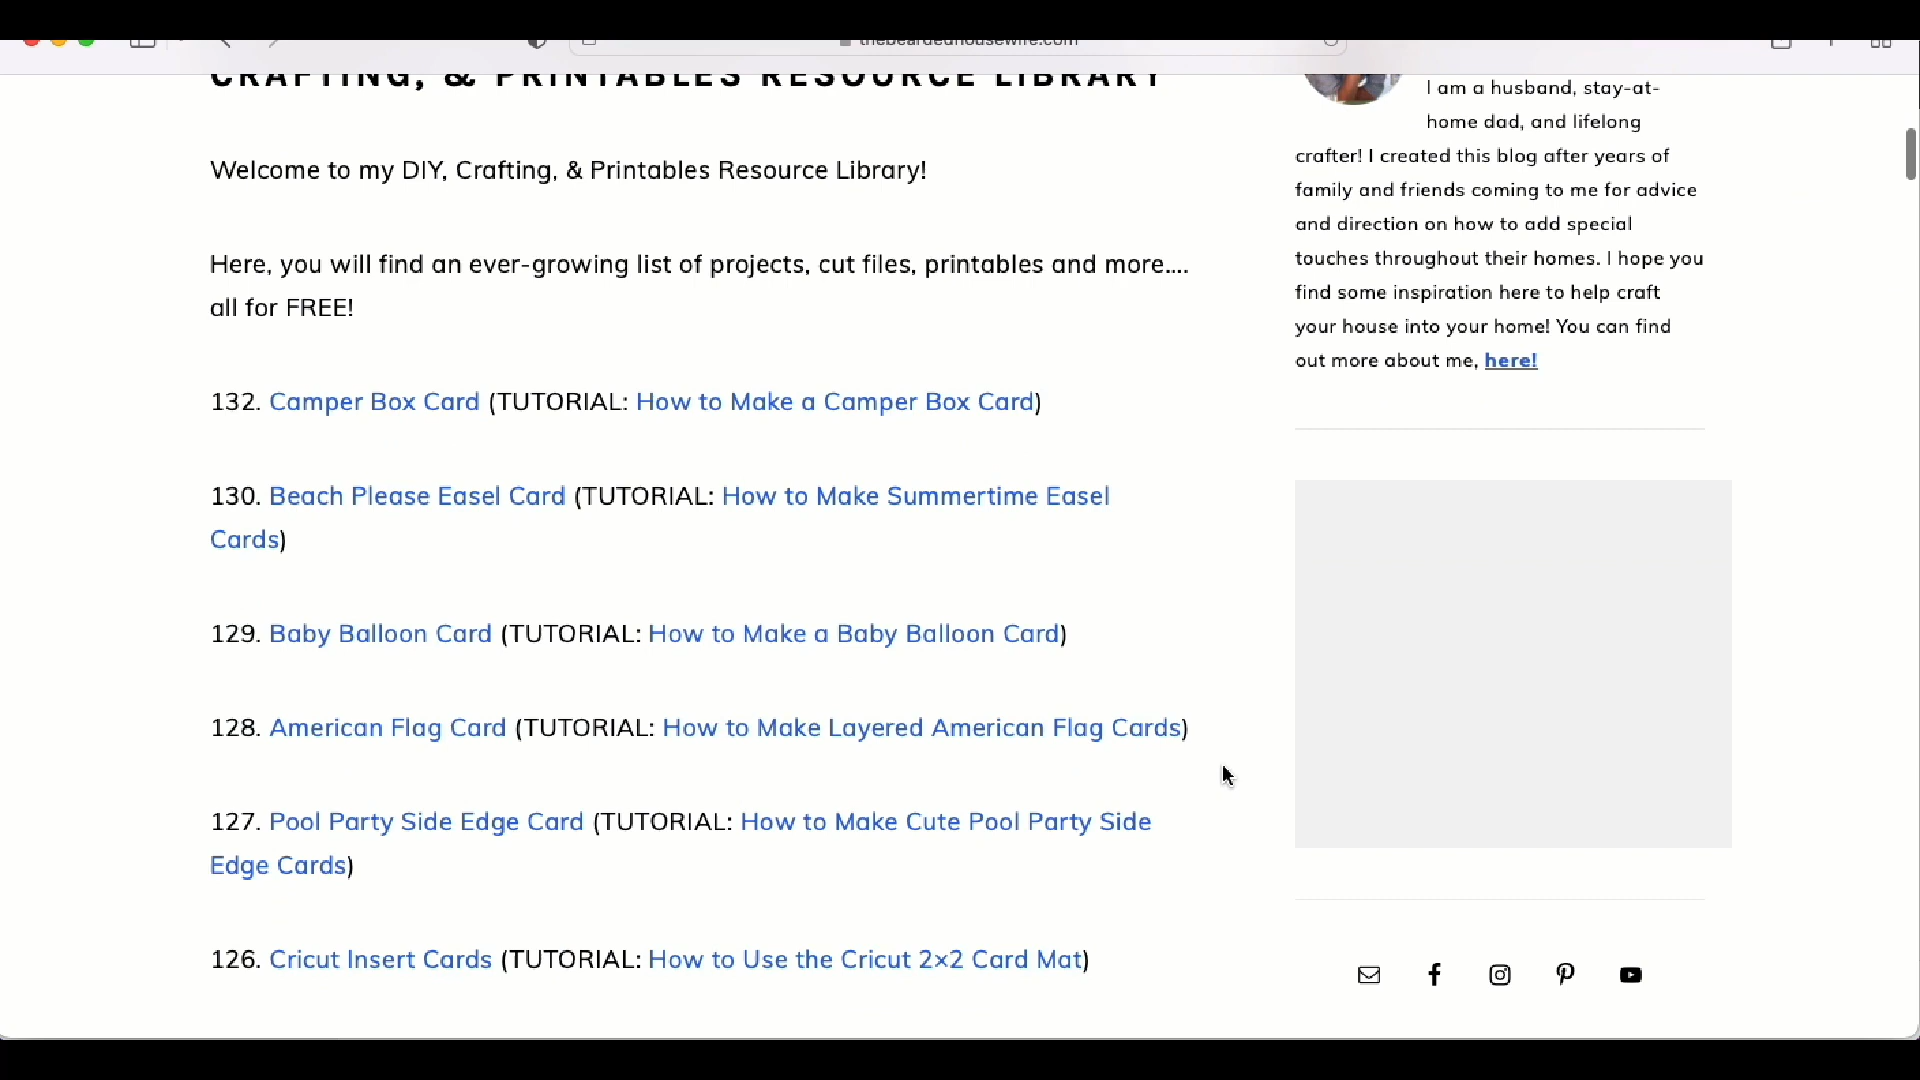 thebeardedhousewife.com
CRAFTING, & PRINTABLES RESOURCE LIBRARY
Welcome to my DIY, Crafting, & Printables Resource Library!
Here, you will find an ever-growing list of projects, cut files, printables and more....
all for FREE!
132. Camper Box Card (TUTORIAL: How to Make a Camper Box Card)
130. Beach Please Easel Card (TUTORIAL: How to Make Summertime Easel
Cards)
129. Baby Balloon Card (TUTORIAL: How to Make a Baby Balloon Card)
128. American Flag Card (TUTORIAL: How to Make Layered American Flag Cards)
127. Pool Party Side Edge Card (TUTORIAL: How to Make Cute Pool Party Side
Edge Cards)
126. Cricut Insert Cards (TUTORIAL: How to Use the Cricut 2×2 Card Mat)
I am a husband, stay-at-
home dad, and lifelong
crafter! I created this blog after years of
family and friends coming to me for advice
and direction on how to add special
touches throughout their homes. I hope you
find some inspiration here to help craft
your house into your home! You can find
out more about me, here!